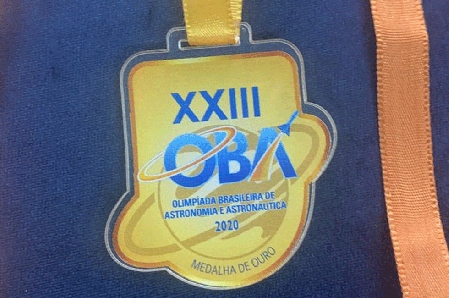 XXIII
OBA
OLIMPÍADA BRASILEIRA DE
ASTRONOMIA E ASTRONÁUTICA
2020
MEDALHA DE OURO